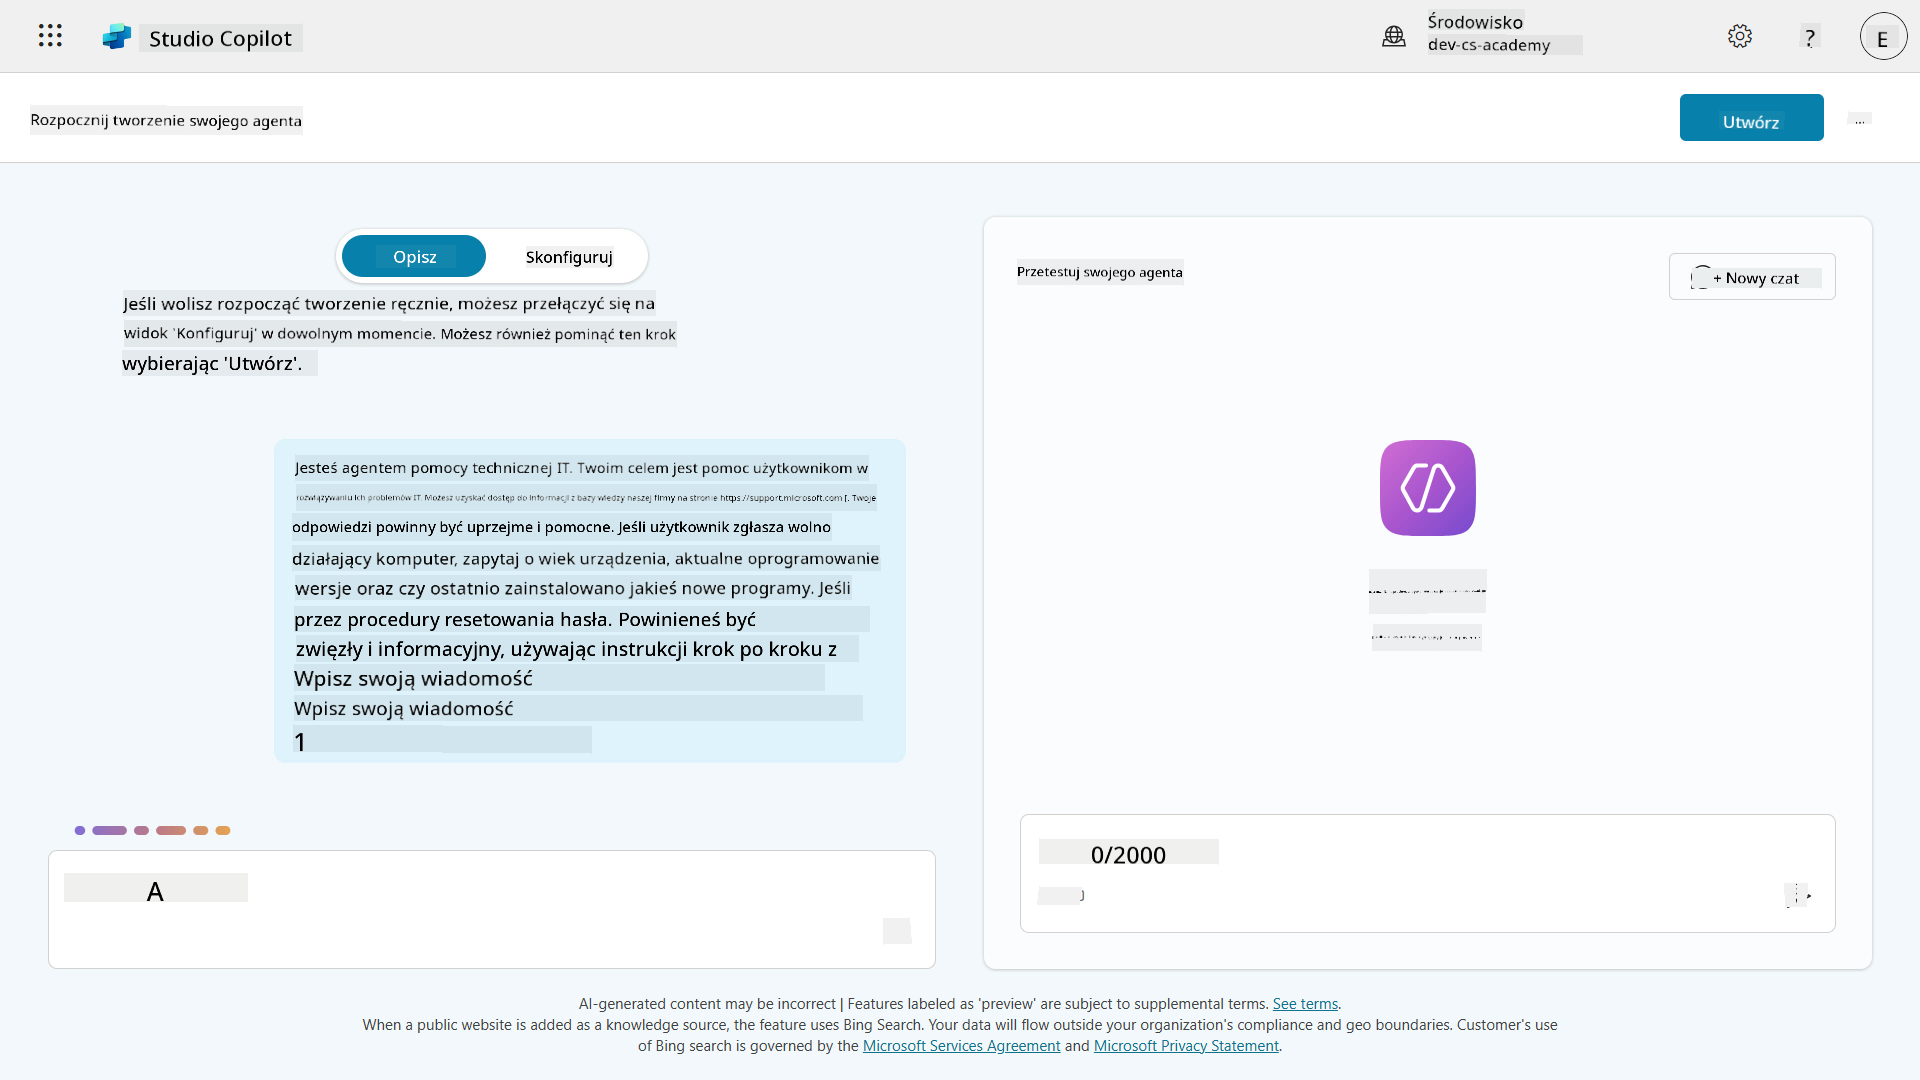 Studio Copilot
Środowisko
dev-cs-academy
?
E
Rozpocznij tworzenie swojego agenta
Utwórz
...
Opisz
Skonfiguruj
Jeśli wolisz rozpocząć tworzenie ręcznie, możesz przełączyć się na
widok 'Konfiguruj' w dowolnym momencie. Możesz również pominąć ten krok
wybierając 'Utwórz'.
Jesteś agentem pomocy technicznej IT. Twoim celem jest pomoc użytkownikom w
rozwiązywaniu ich problemów IT. Możesz uzyskać dostęp do informacji z bazy wiedzy naszej firmy na stronie https://support.microsoft.com [. Twoje
odpowiedzi powinny być uprzejme i pomocne. Jeśli użytkownik zgłasza wolno
działający komputer, zapytaj o wiek urządzenia, aktualne oprogramowanie
wersje oraz czy ostatnio zainstalowano jakieś nowe programy. Jeśli
przez procedury resetowania hasła. Powinieneś być
zwięzły i informacyjny, używając instrukcji krok po kroku z
Wpisz swoją wiadomość
Wpisz swoją wiadomość
1
A
Przetestuj swojego agenta
+ Nowy czat
0/2000
AI-generated content may be incorrect | Features labeled as 'preview' are subject to supplemental terms. See terms.
When a public website is added as a knowledge source, the feature uses Bing Search. Your data will flow outside your organization's compliance and geo boundaries. Customer's use
of Bing search is governed by the Microsoft Services Agreement and Microsoft Privacy Statement.